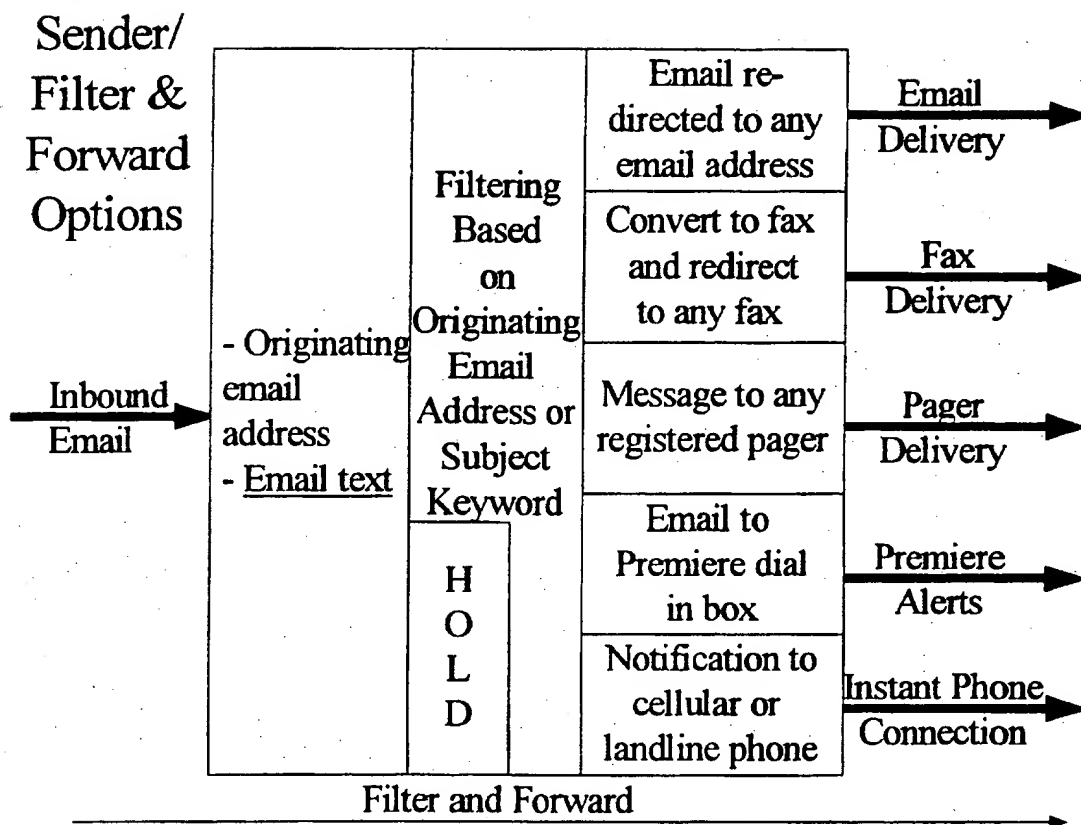 Sender/
Filter &
Forward
Options
Inbound
Email
- Originating
email
address
- Email text
Filtering
Based
on
Originating
Email
Address or
Subject
Keyword
H
O
L
D
Email re-
directed to any
email address
Convert to fax
and redirect
to any fax
Message to any
registered pager
Email to
Premiere dial
in box
Notification to
cellular or
landline phone
Email
Delivery
Fax
Delivery
Pager
Delivery
Premiere
Alerts
Instant Phone
Connection
Filter and Forward